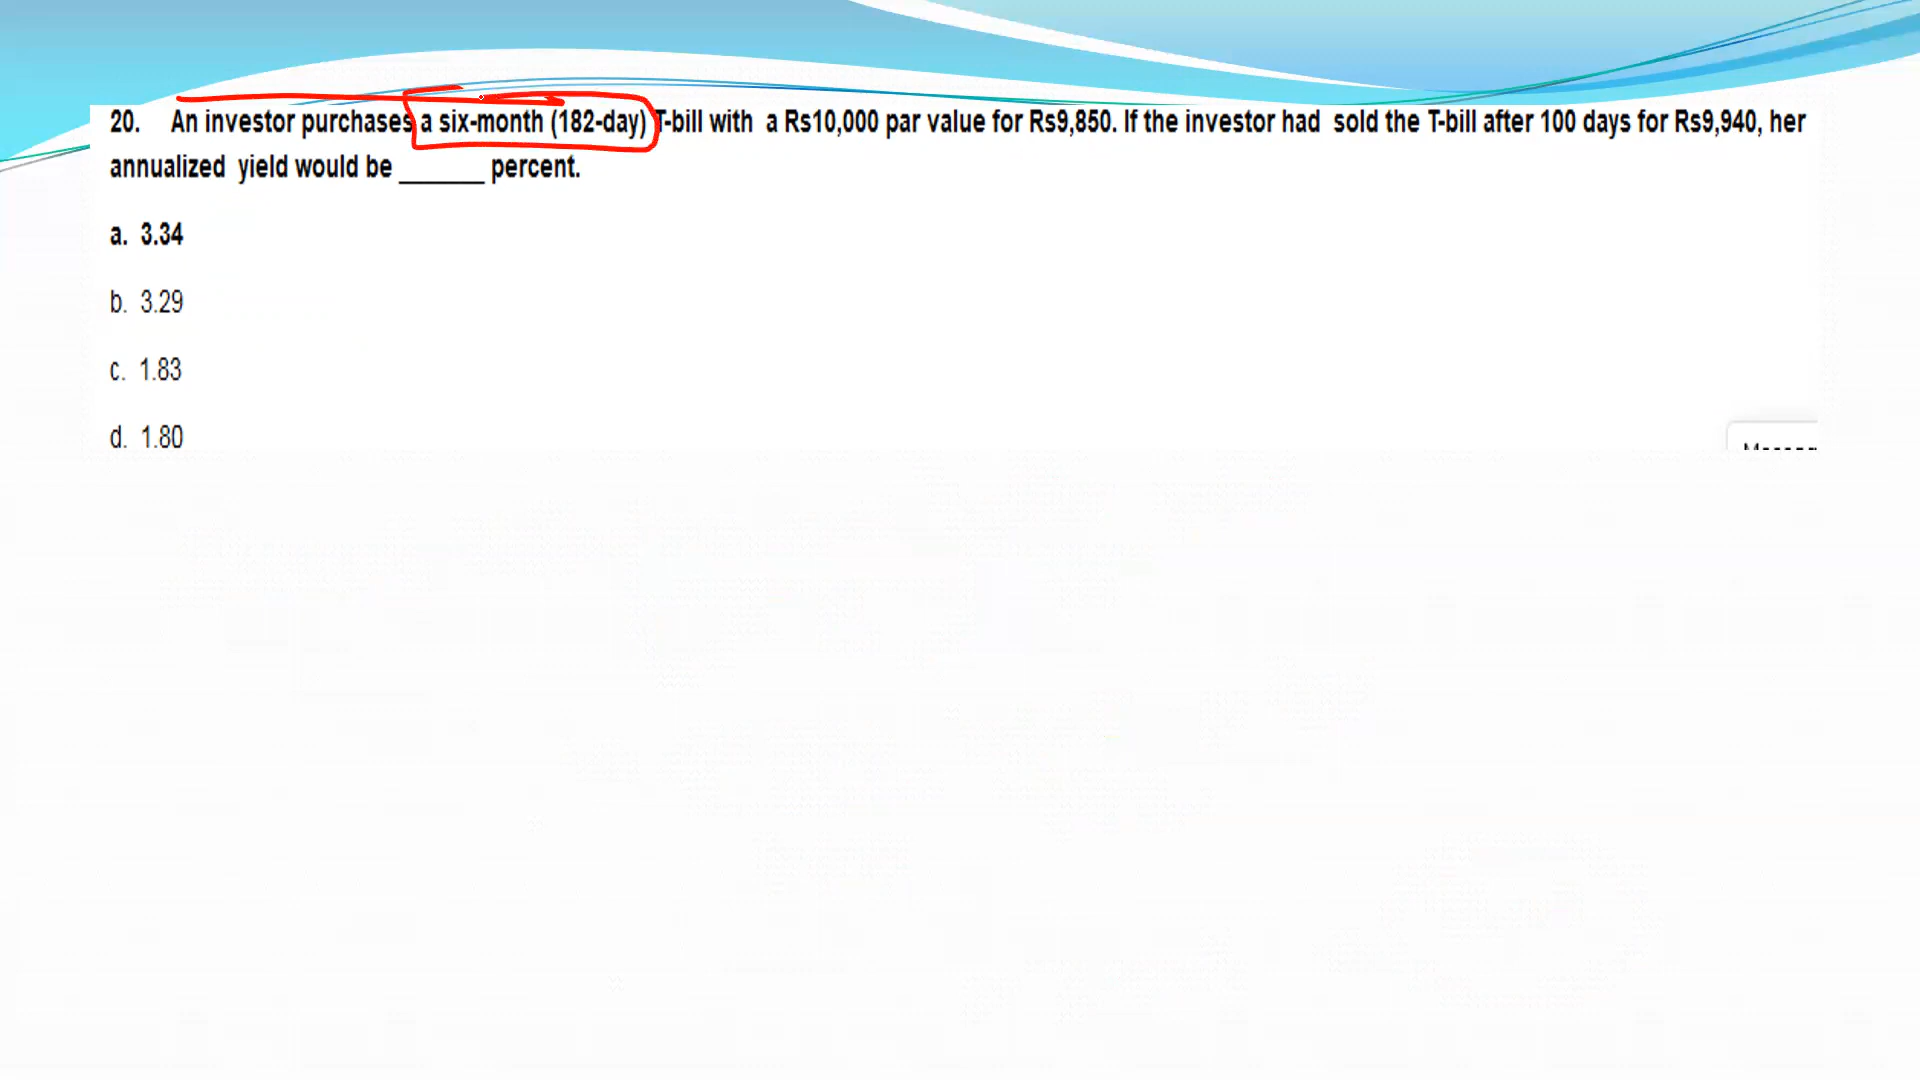 20. An investor purchases a six-month (182-day) T-bill with a Rs10,000 par value for Rs9,850. If the investor had sold the T-bill after 100 days for Rs9,940, her
annualized yield would be ______ percent.
a. 3.34
b. 3.29
c. 1.83
d. 1.80